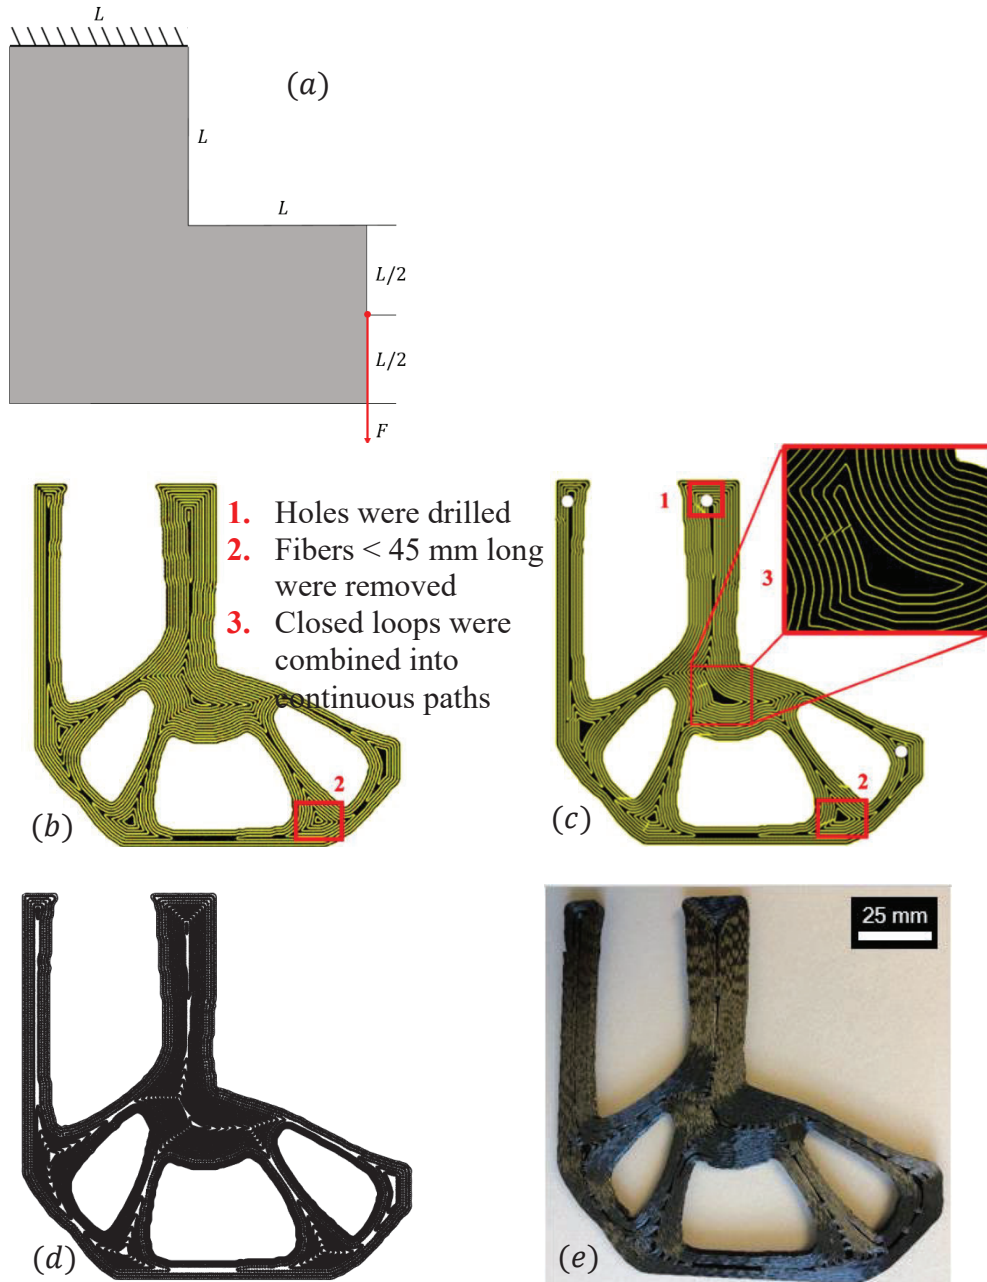 L
(a)
L
L
L/2
L/2
F
1. Holes were drilled
2. Fibers < 45 mm long
were removed
3. Closed loops were
combined into
continuous paths
2
(b)
1
3
2
(c)
(d)
25 mm
(e)